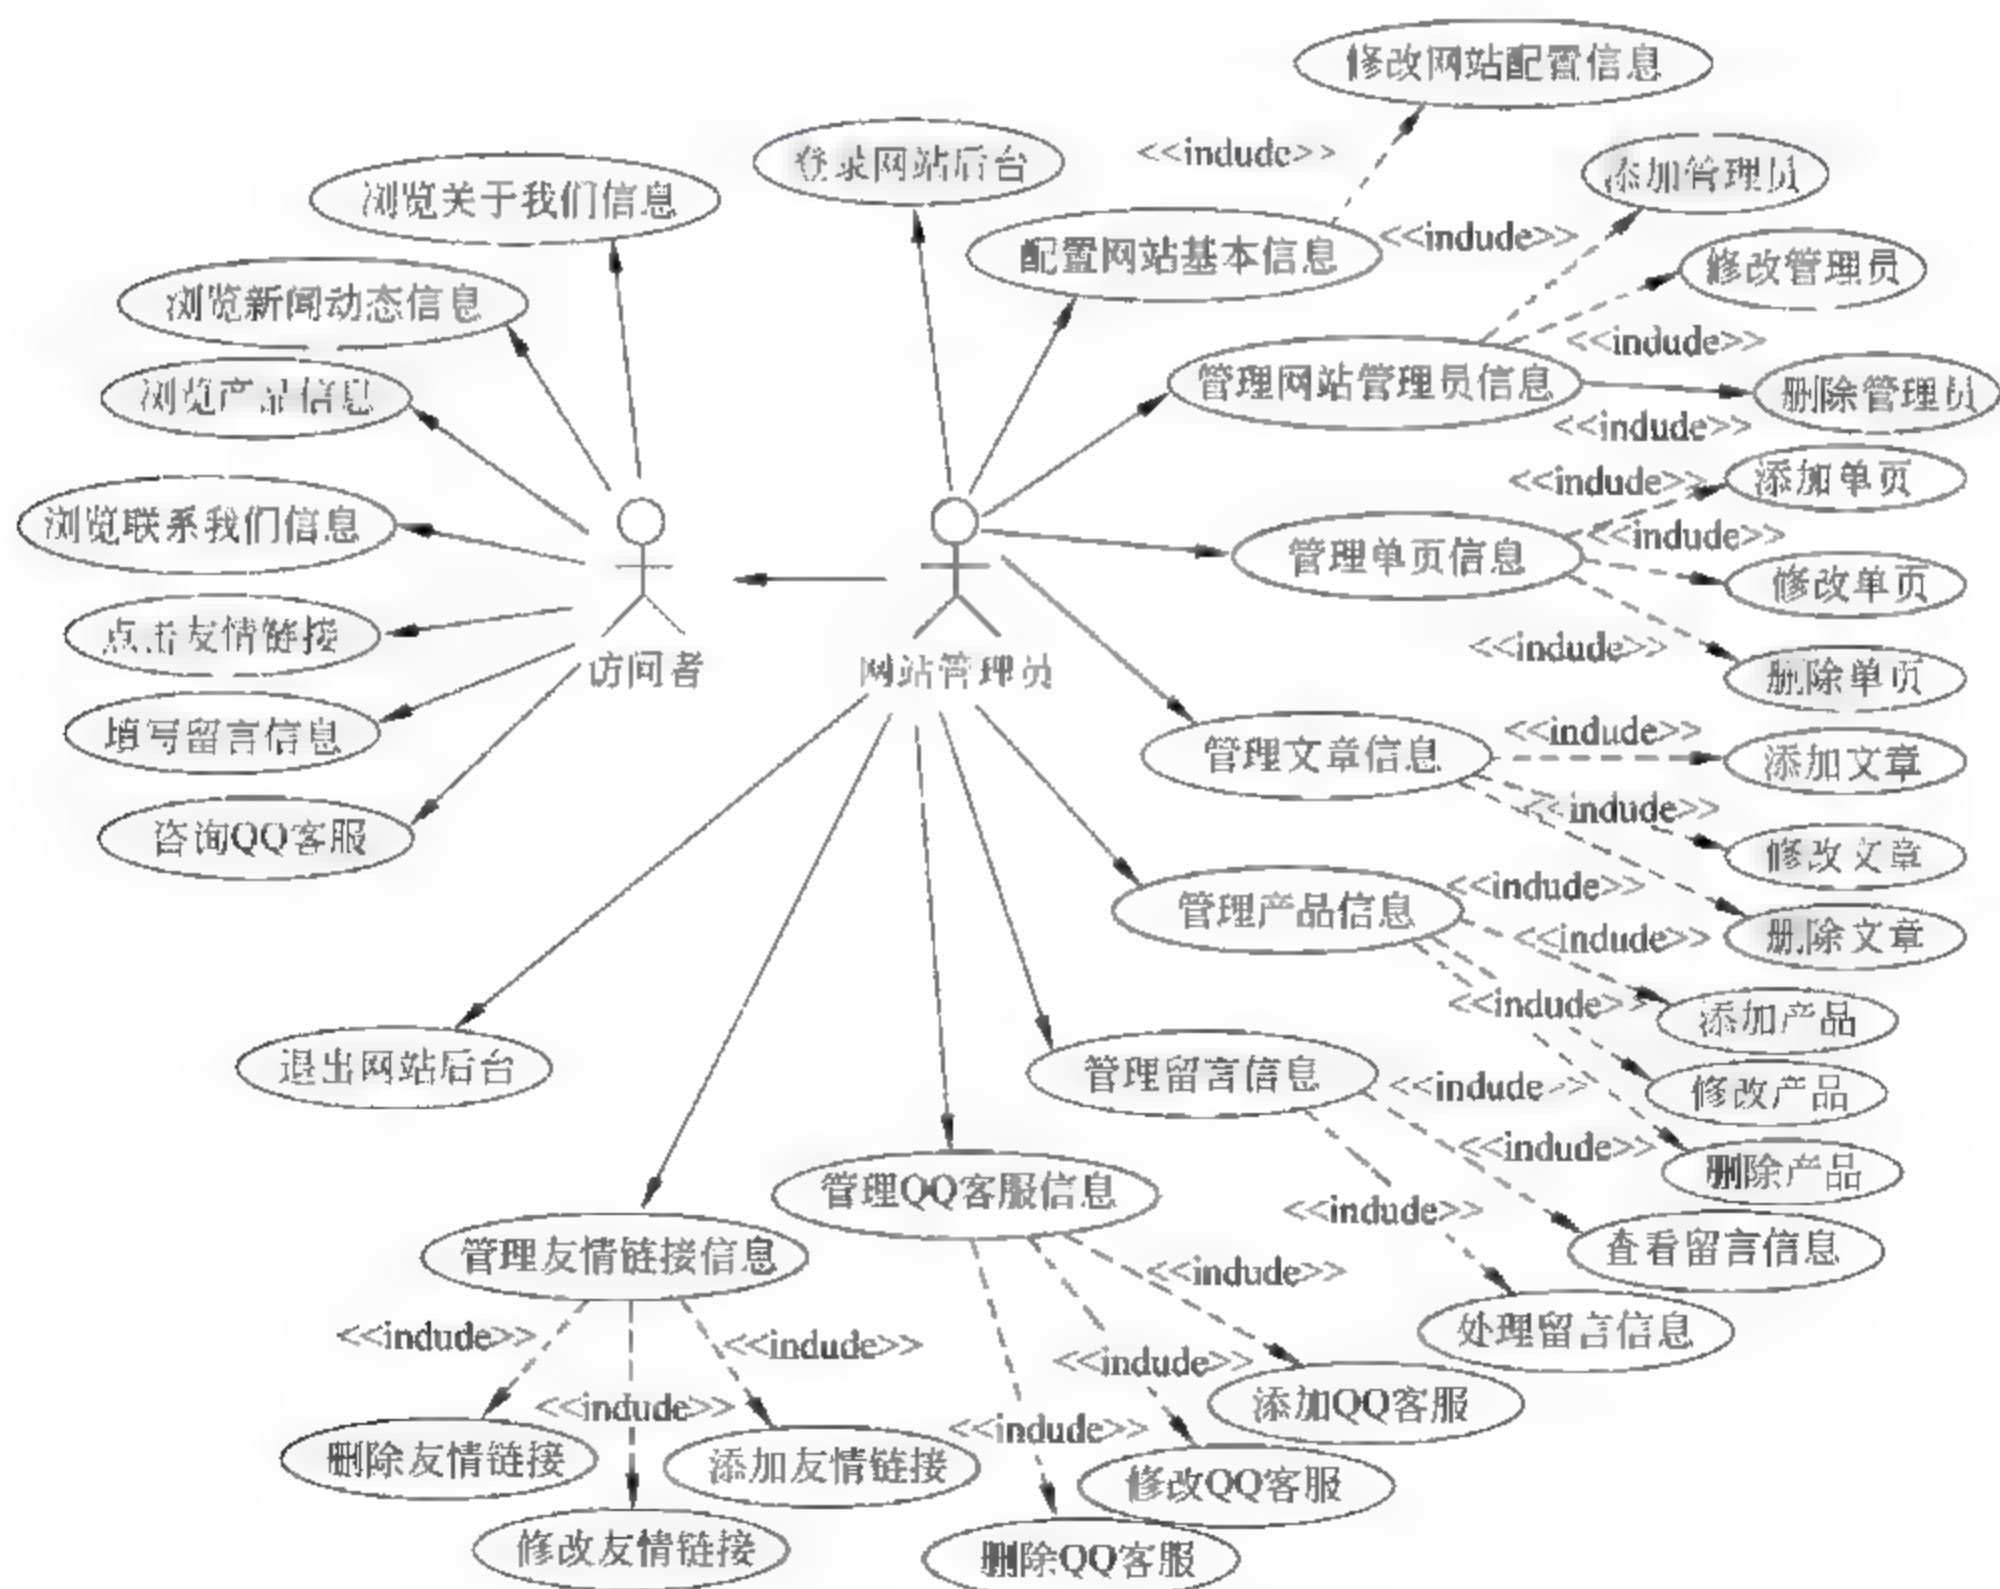 修改网站配置信息
登录网站后台
<<indude>>
添加管理员
浏览关于我们信息
配置网站基本信息
<<indude>>
修改管理员
浏览新闻动态信息
<<indude>>
管理网站管理员信息
删除管理员
浏览产品信息
<<indude>>
<<indude>>
添加单页
浏览联系我们信息
<<indude>>
管理单页信息
修改单页
点击友情链接
<<indude>>
访问者
网站管理员
删除单页
填写留言信息
<<indude>>
管理文章信息
添加文章
<<indude>>
咨询QQ客服
修改文章
<<indude>>
管理产品信息
<<indude>>
删除文章
<<indude>>
添加产品
退出网站后台
管理留言信息
<<indude>>
修改产品
<<indude>>
删除产品
管理QQ客服信息
<<indude>>
管理友情链接信息
查看留言信息
<<indude>>
<<indude>>
<<indude>>
处理留言信息
<<indude>>
<<indude>>
添加QQ客服
<<indude>>
删除友情链接
添加友情链接
修改QQ客服
修改友情链接
删除QQ客服